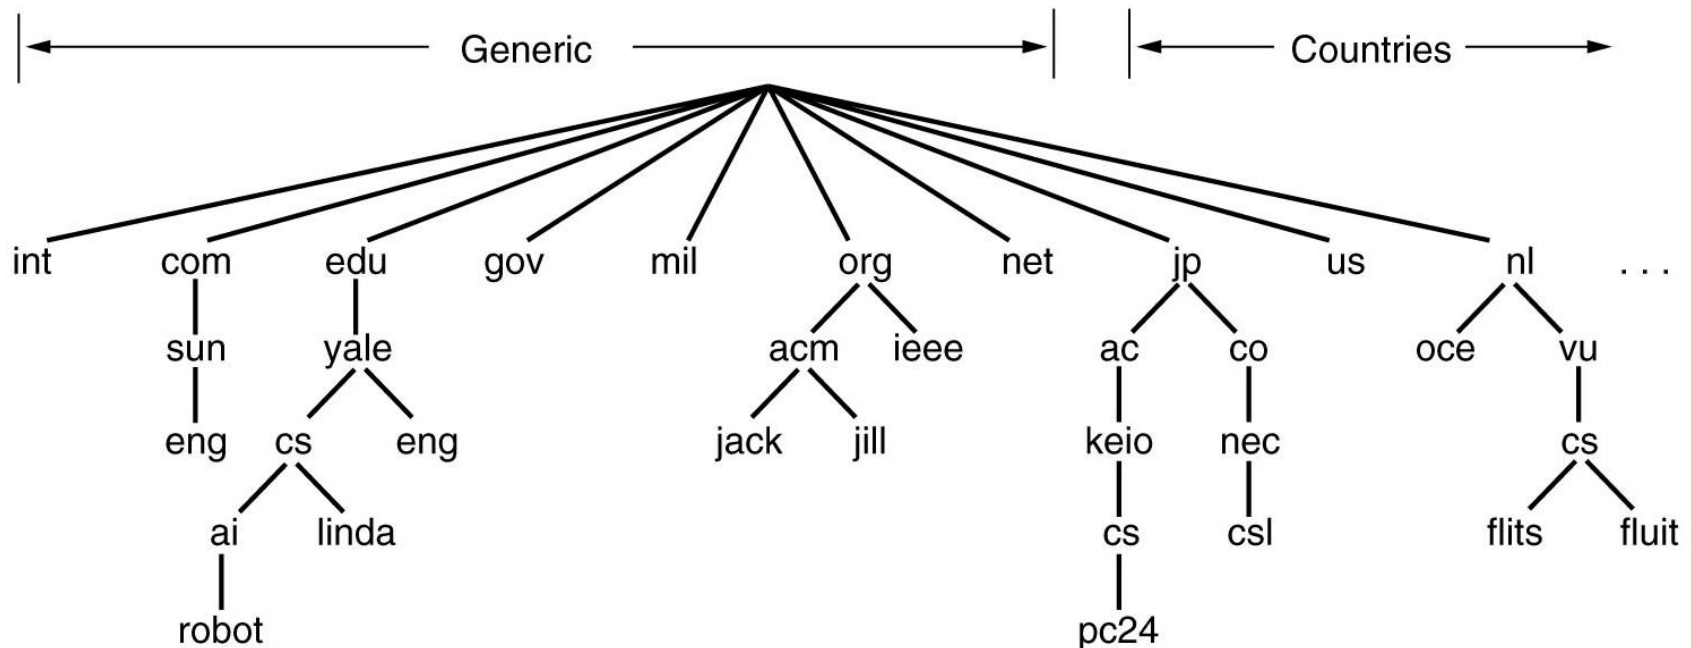 Generic Countries
int com edu gov mil org net jp us nl . . .
sun yale acm ieee ac co oce vu
eng cs eng jack jill keio nec cs
ai linda cs csl flits fluit
robot pc24